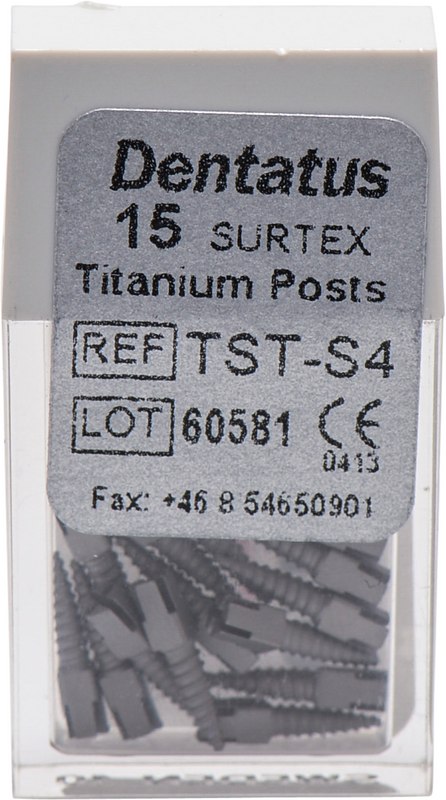 Dentatus
15 SURTEX
Titanium Posts
REF TST-S4
LOT 60581 CE
0413
Fax: +46 8 54650901